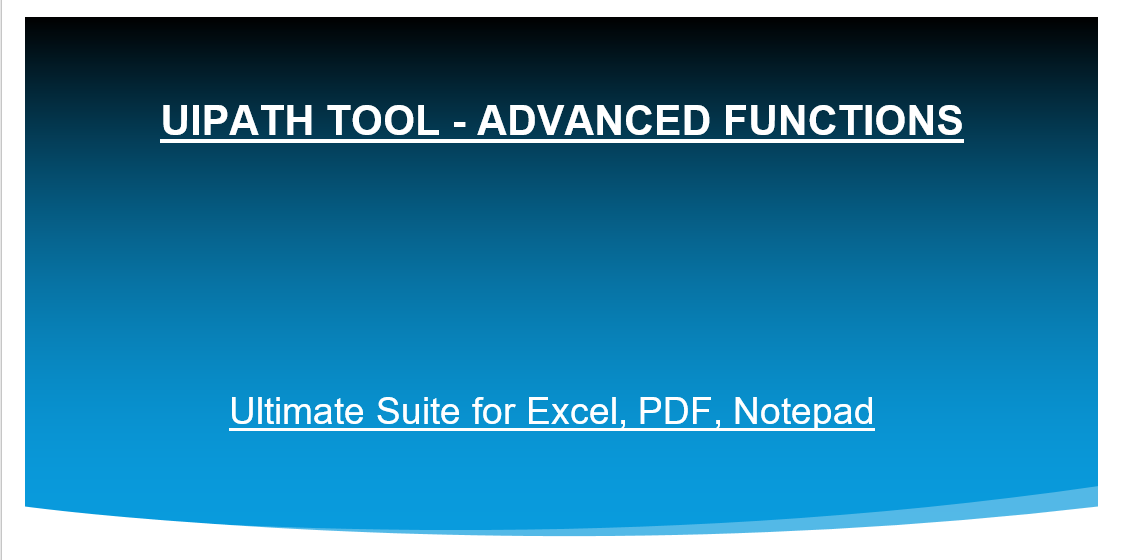 UIPATH TOOL - ADVANCED FUNCTIONS
Ultimate Suite for Excel, PDF, Notepad